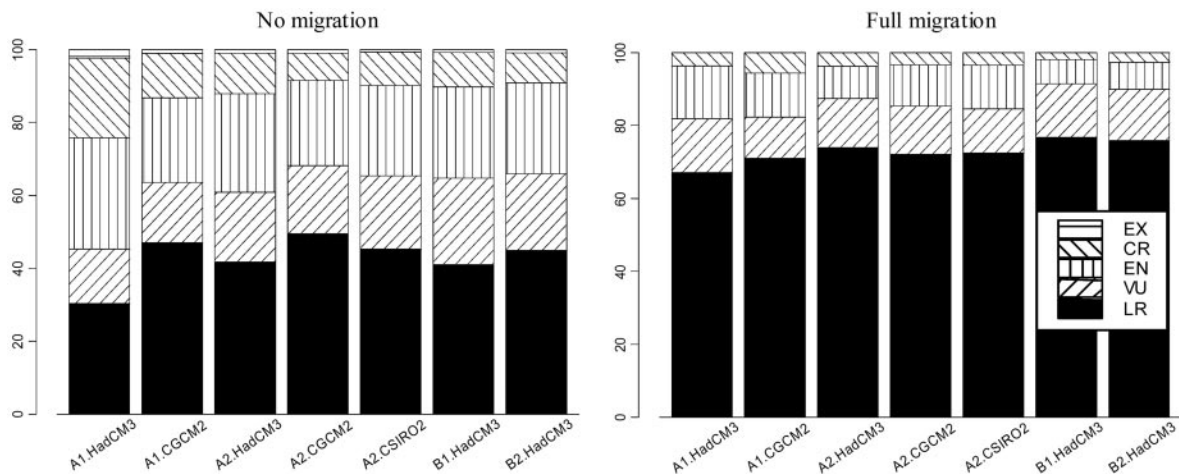 No migration
100
80
60
40
20
0
A1.HadCM3
A1.CGCM2
A2.HadCM3
A2.CGCM2
A2.CSIRO2
B1.HadCM3
B2.HadCM3
Full migration
100
80
60
40
20
0
EX
CR
EN
VU
LR
A1.HadCM3
A1.CGCM2
A2.HadCM3
A2.CGCM2
A2.CSIRO2
B1.HadCM3
B2.HadCM3